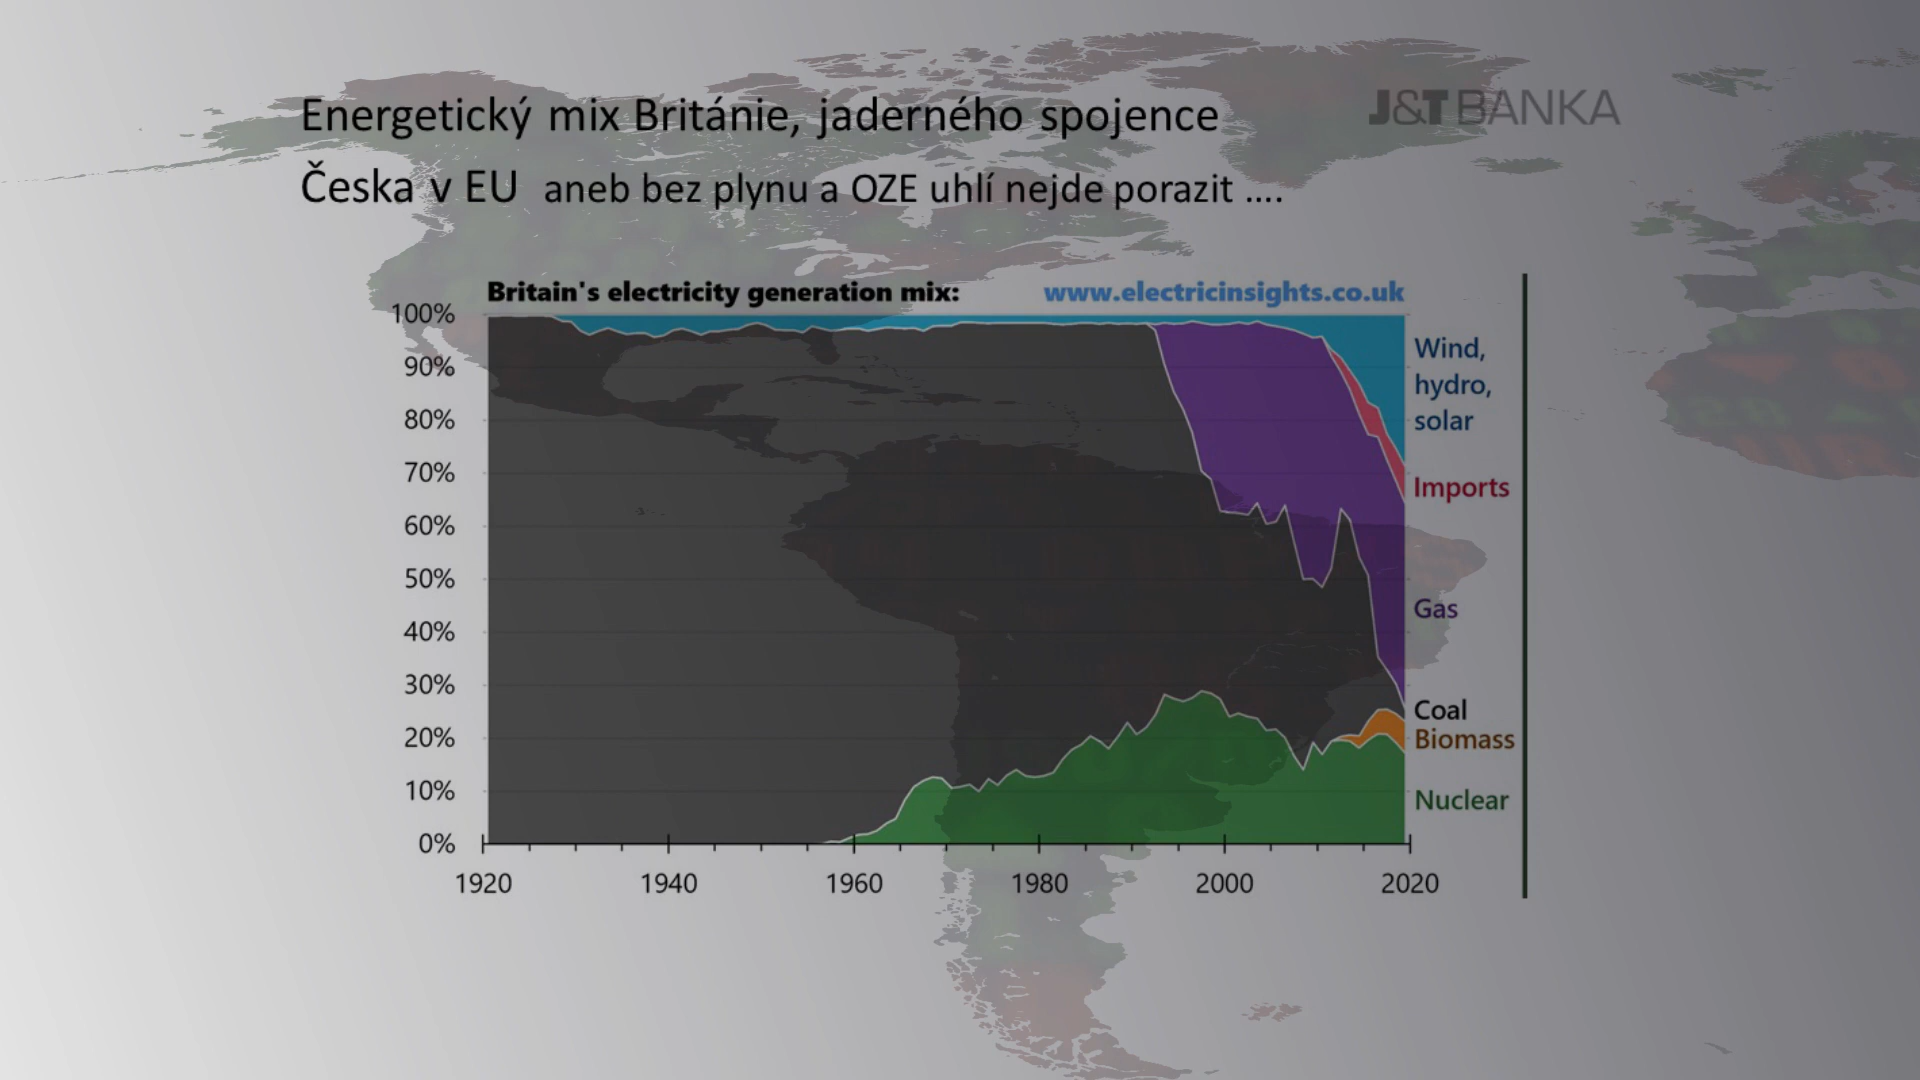 Energetický mix Británie, jaderného spojence
J&T BANKA
Česka v EU aneb bez plynu a OZE uhlí nejde porazit ....
Britain's electricity generation mix:
www.electricinsights.co.uk
100%
90%
80%
70%
60%
50%
40%
30%
20%
10%
0%
Wind,
hydro,
solar
Imports
Gas
Coal
Biomass
Nuclear
1920 1940 1960 1980 2000 2020